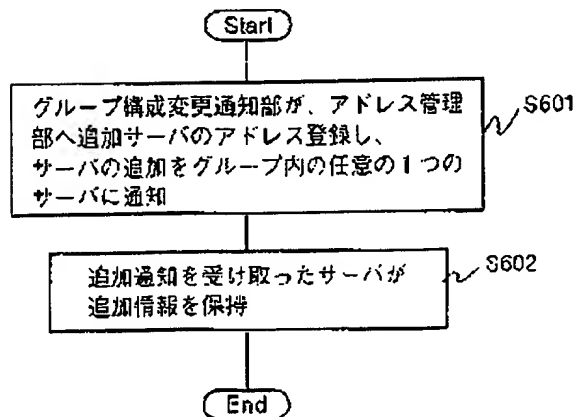 Start
グループ構成変更通知部が、アドレス管理
部へ追加サーバのアドレス登録し、
サーバの追加をグループ内の任意の1つの
サーバに通知
S601
追加通知を受け取ったサーバが
追加情報を保持
S602
End